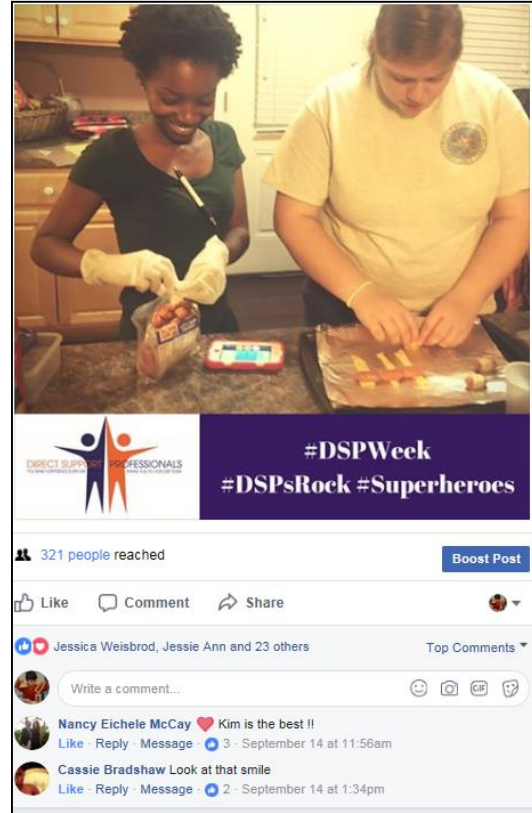 DIRECT SUPPORT PROFESSIONALS
#DSPWeek
#DSPsRock #Superheroes
321 people reached
Boost Post
Like Comment Share
Jessica Weisbrod, Jessie Ann and 23 others
Top Comments
Write a comment...
GIF
Nancy Eichele McCay ❤ Kim is the best !!
Like · Reply · Message · 3 · September 14 at 11:56am
Cassie Bradshaw Look at that smile
Like · Reply · Message · 2 · September 14 at 1:34pm